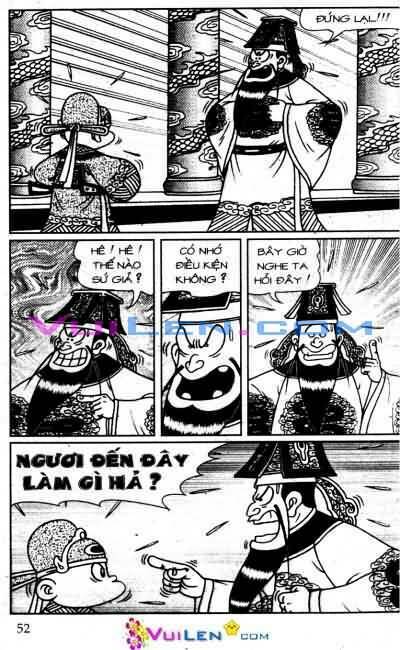 ĐỨNG LẠI...!!!
HÊ! HÊ!
THẾ NÀO
SỨ GIẢ?
CÓ NHỚ
ĐIỀU KIỆN
KHÔNG?
BÂY GIỜ
NGHE TA
HỎI ĐÂY!
VUILEN.COM
NGƯƠI ĐẾN ĐÂY
LÀM GÌ HẢ?
52
VUILEN.COM